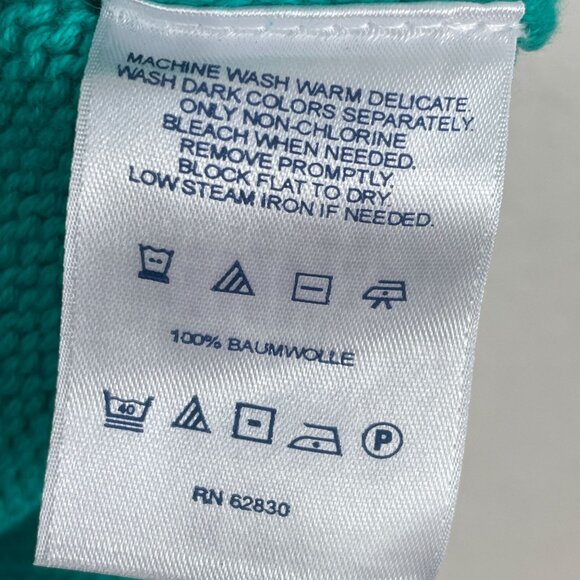 MACHINE WASH WARM DELICATE.
WASH DARK COLORS SEPARATELY.
ONLY NON-CHLORINE
BLEACH WHEN NEEDED.
REMOVE PROMPTLY.
BLOCK FLAT TO DRY.
LOW STEAM IRON IF NEEDED.
100% BAUMWOLLE
40 P
RN 62830